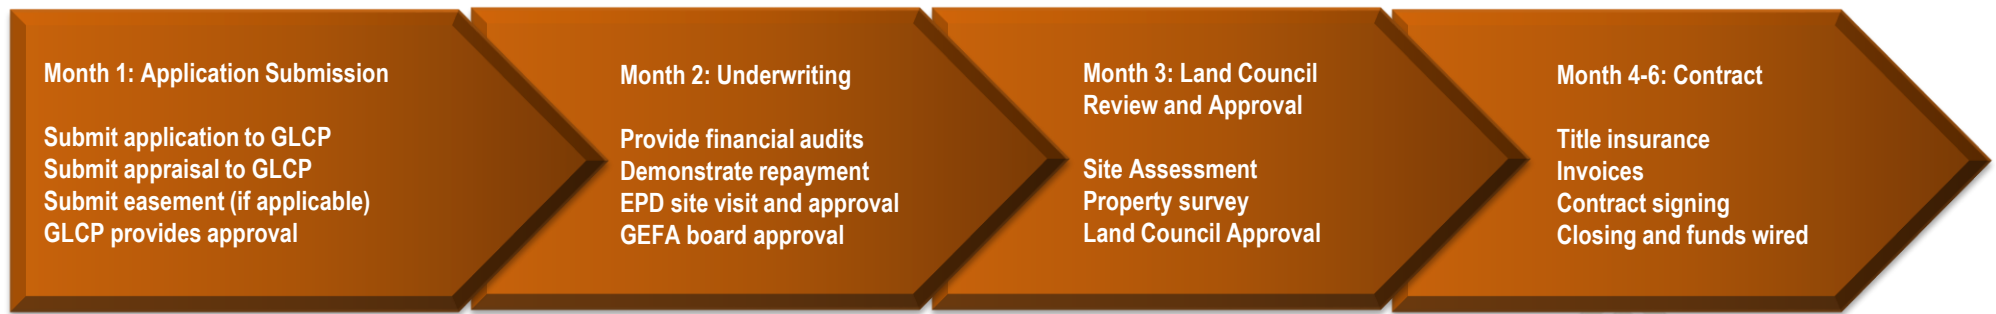 Month 1: Application Submission
Submit application to GLCP
Submit appraisal to GLCP
Submit easement (if applicable)
GLCP provides approval
Month 2: Underwriting
Provide financial audits
Demonstrate repayment
EPD site visit and approval
GEFA board approval
Month 3: Land Council
Review and Approval
Site Assessment
Property survey
Land Council Approval
Month 4-6: Contract
Title insurance
Invoices
Contract signing
Closing and funds wired